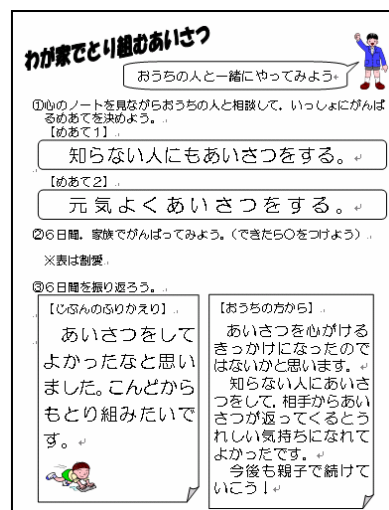 わが家でとり組むあいさつ
おうちの人と一緒にやってみよう
①心のノートを見ながらおうちの人と相談して，いっしょにがんば
るめあてを決めよう。
【めあて１】
知らない人にもあいさつをする。
【めあて２】
元気よくあいさつをする。
②６日間，家族でがんばってみよう。（できたら○をつけよう）
※表は割愛
③６日間を振り返ろう。
【じぶんのふりかえり】
あいさつをして
よかったなと思い
ました。こんどから
もとり組みたいで
す。
【おうちの方から】
あいさつを心がける
きっかけになったので
はないかと思います。
知らない人にあいさ
つをして，相手からあい
さつが返ってくるとう
れしい気持ちになれて
よかったです。
今後も親子で続けて
いこう！